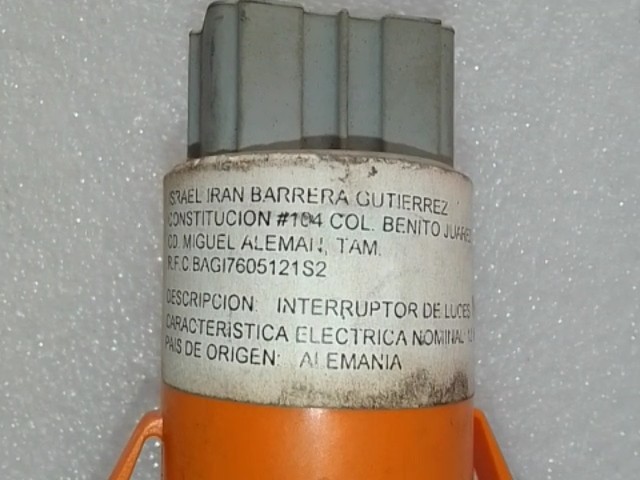 ISRAEL IRAN BARRERA GUTIERREZ
CONSTITUCION #104 COL. BENITO JUAREZ
CD. MIGUEL ALEMAN, TAM.
R.F.C.BAGI7605121S2
DESCRIPCION: INTERRUPTOR DE LUCES
CARACTERISTICA ELECTRICA NOMINAL
PAIS DE ORIGEN: ALEMANIA